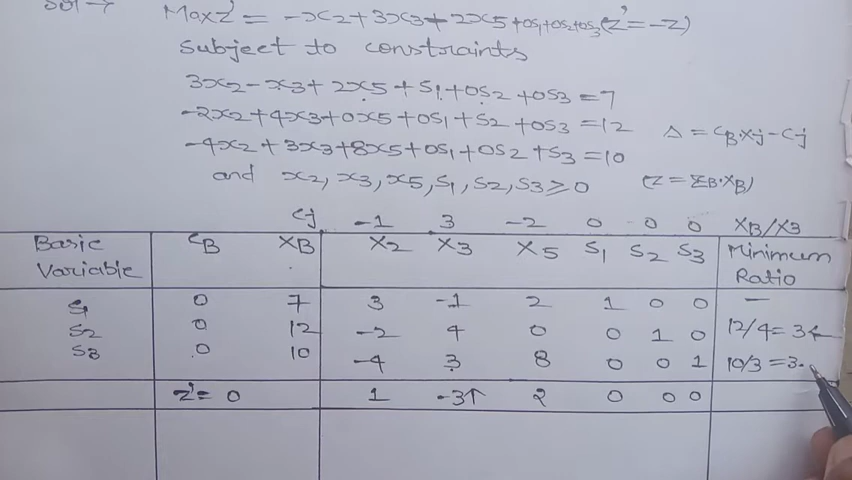 Sol→ Max Z' = -x2 + 3x3 - 2x5 + 0s1 + 0s2 + 0s3 (z' = -z)
Subject to constraints
3x2 - x3 + 2x5 + s1 + 0s2 + 0s3 = 7
-2x2 + 4x3 + 0x5 + 0s1 + s2 + 0s3 = 12
Δ = CB.Xj - Cj
-4x2 + 3x3 + 8x5 + 0s1 + 0s2 + s3 = 10
and x2, x3, x5, s1, s2, s3 ≥ 0 (Z = ΣB.XB)
Cj -1 3 -2 0 0 0 XB/X3
Basic Variable CB XB X2 X3 X5 S1 S2 S3 Minimum Ratio
S1 0 7 3 -1 2 1 0 0 —
S2 0 12 -2 4 0 0 1 0 12/4 = 3←
S3 0 10 -4 3 8 0 0 1 10/3 = 3.
z' = 0 1 -3↑ 2 0 0 0